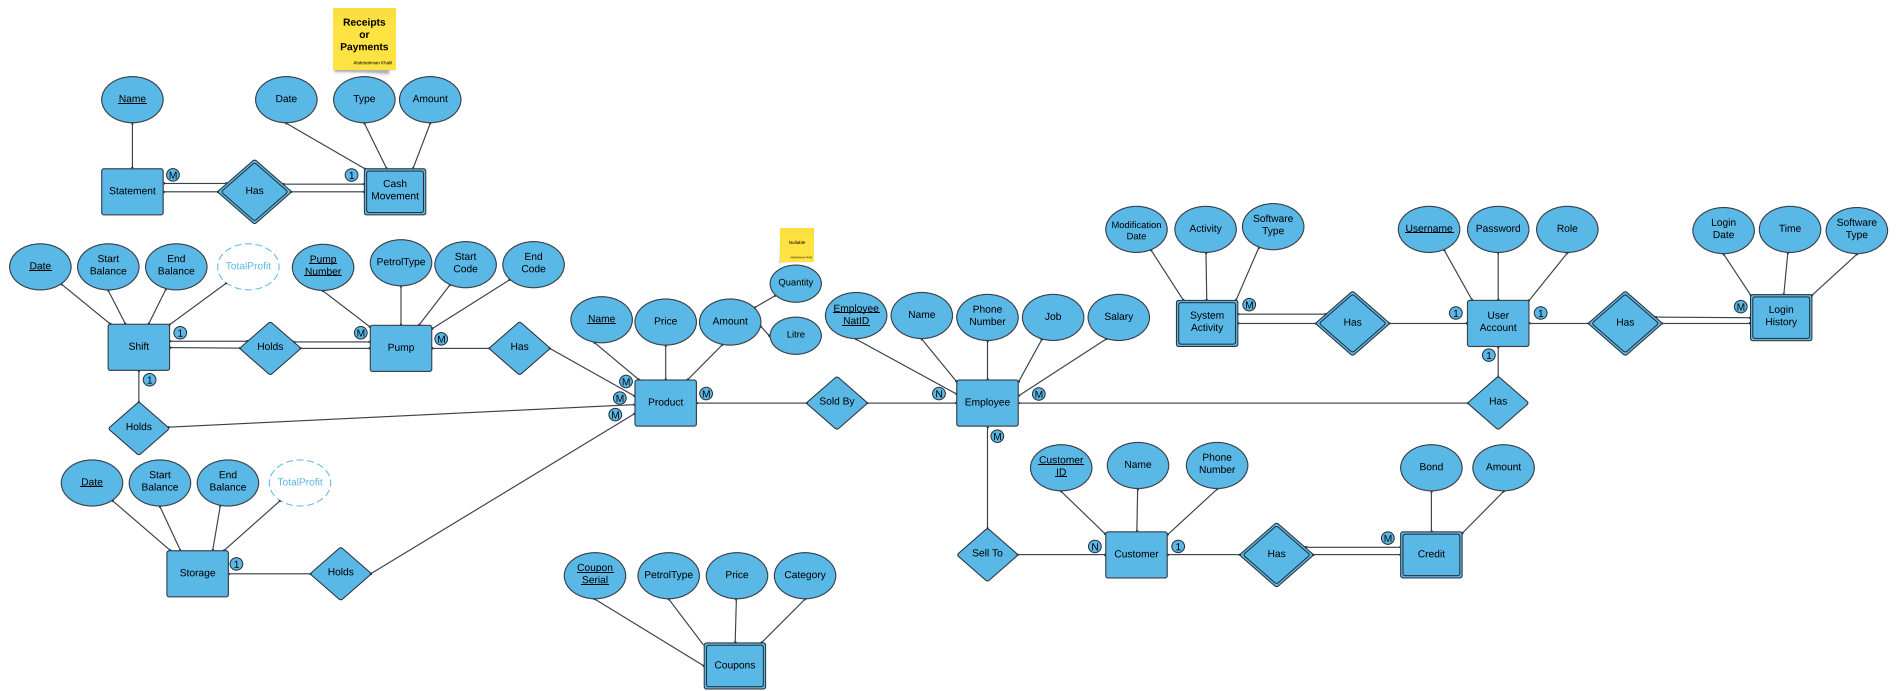 Receipts
or
Payments
Abdelrahman Khalil
Name
Date
Type
Amount
Statement
M
Has
1
Cash
Movement
Date
Start
Balance
End
Balance
TotalProfit
Pump
Number
PetrolType
Start
Code
End
Code
Shift
1
Holds
M
Pump
M
Has
1
Holds
Nullable
Quantity
Litre
Name
Price
Amount
M
M
M
Product
M
Sold By
N
Employee
NatID
Name
Phone
Number
Job
Salary
Employee
M
M
Modification
Date
Activity
Software
Type
System
Activity
M
Has
1
Username
Password
Role
User
Account
1
1
Has
Has
M
Login
Date
Time
Software
Type
Login
History
Date
Start
Balance
End
Balance
TotalProfit
Storage
1
Holds
Sell To
N
Customer
ID
Name
Phone
Number
Customer
1
Has
M
Bond
Amount
Credit
Coupon
Serial
PetrolType
Price
Category
Coupons